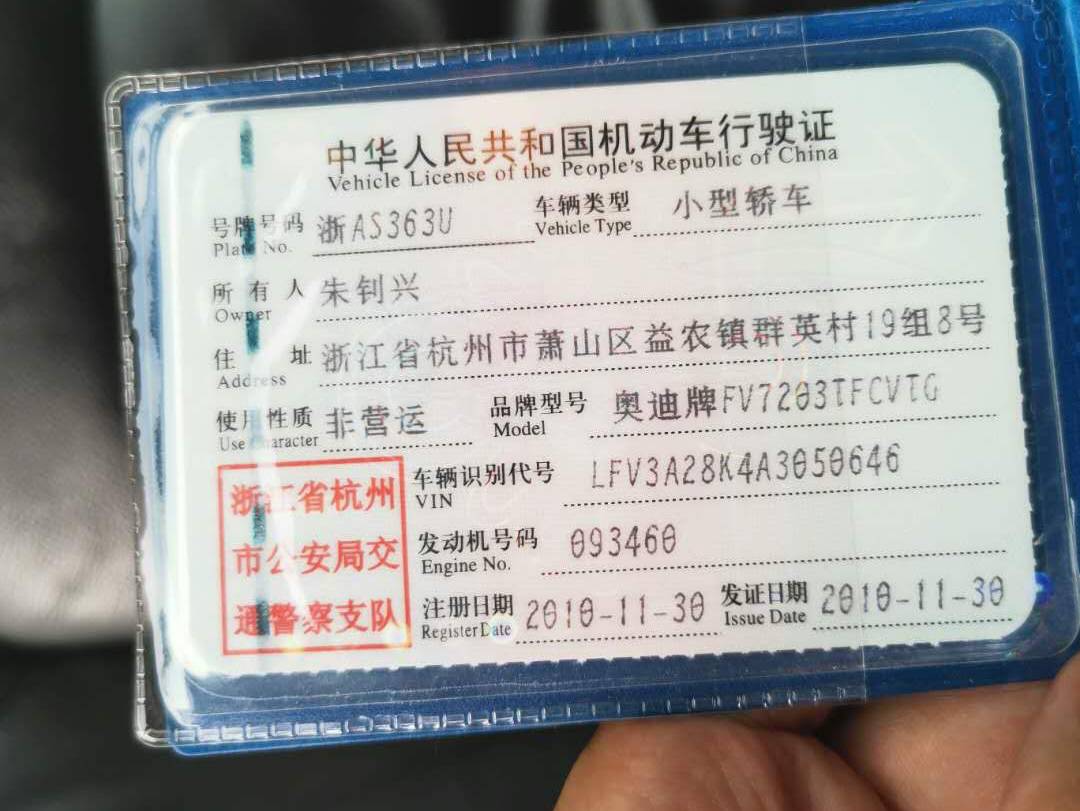 中华人民共和国机动车行驶证
Vehicle License of the People's Republic of China
号牌号码 浙AS363U 车辆类型 小型轿车
Plate No. Vehicle Type
所有人 朱钊兴
Owner
住址 浙江省杭州市萧山区益农镇群英村19组8号
Address
使用性质 非营运 品牌型号 奥迪牌FV7203TFCVTG
Use Character Model
浙江省杭州 车辆识别代号 LFV3A28K4A3050646
VIN
市公安局交 发动机号码 093460
Engine No.
通警察支队 注册日期 2010-11-30 发证日期 2010-11-30
Register Date Issue Date